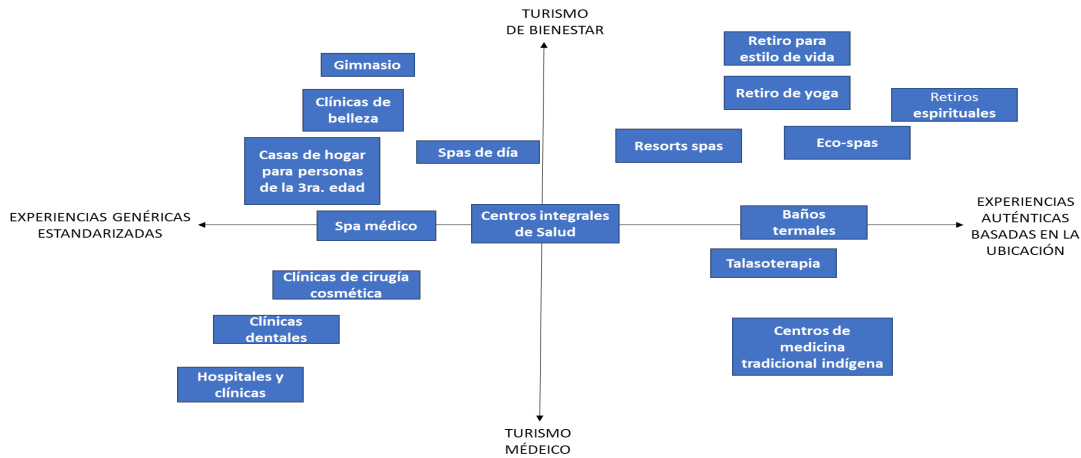 TURISMO
DE BIENESTAR
Retiro para
estilo de vida
Gimnasio
Retiro de yoga
Clínicas de
belleza
Retiros
espirituales
Casas de hogar
para personas
de la 3ra. edad
Spas de día
Resorts spas
Eco-spas
EXPERIENCIAS GENÉRICAS
ESTANDARIZADAS
Spa médico
Centros integrales
de Salud
Baños
termales
EXPERIENCIAS
AUTÉNTICAS
BASADAS EN LA
UBICACIÓN
Talasoterapia
Clínicas de cirugía
cosmética
Clínicas
dentales
Centros de
medicina
tradicional indígena
Hospitales y
clínicas
TURISMO
MÉDEICO